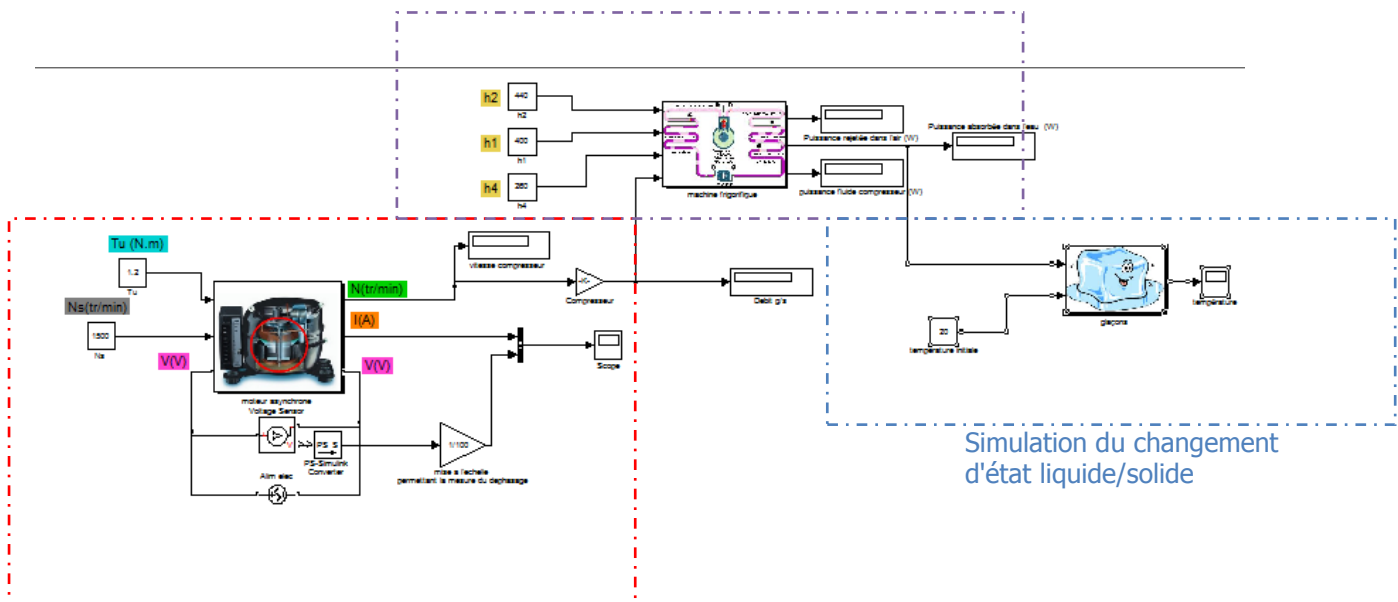 h2
440
h2
h1
400
h1
h4
260
h4
machine frigorifique
Puissance rejetée dans l'air (W)
Puissance absorbée dans l'eau (W)
puissance fluide compresseur (W)
Tu (N.m)
1.2
Tu
Ns(tr/min)
1500
Ns
V(V)
N(tr/min)
I(A)
V(V)
moteur asynchrone
vitesse compresseur
-K-
Compresseur
Debit g/s
Scope
Voltage Sensor
V
PS S
PS-Simulink
Converter
Alim elec
1/100
mise a l'echelle
permettant la mesure du dephasage
20
température initiale
glaçons
température
Simulation du changement
d'état liquide/solide